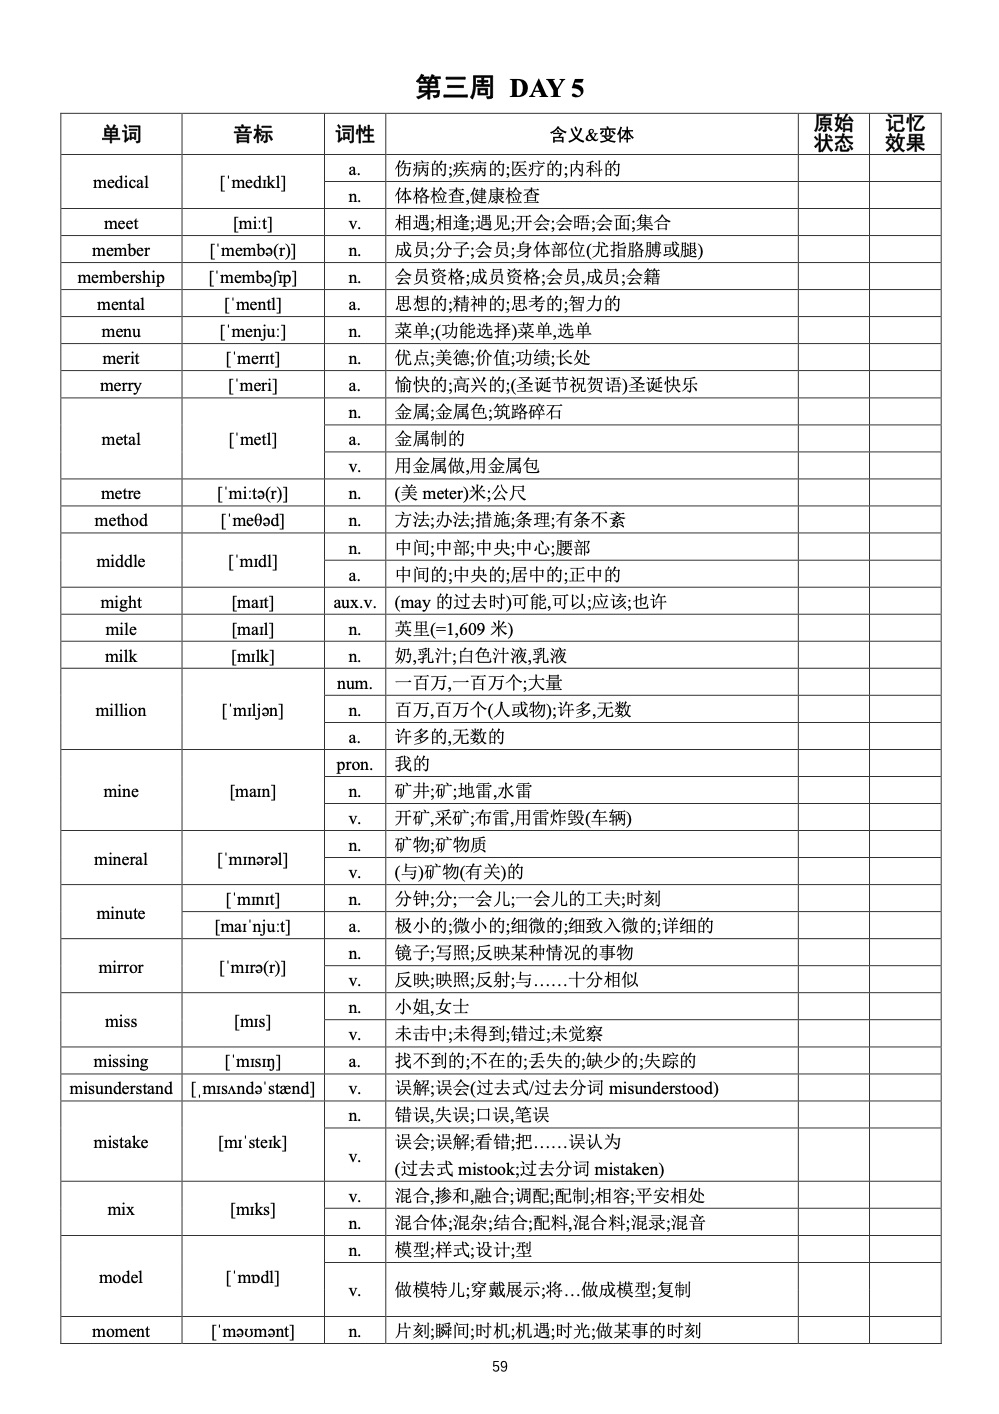 第三周 DAY 5
单词 音标 词性 含义&变体 原始状态 记忆效果
medical [ˈmedɪkl] a. 伤病的;疾病的;医疗的;内科的
n. 体格检查,健康检查
meet [miːt] v. 相遇;相逢;遇见;开会;会晤;会面;集合
member [ˈmembə(r)] n. 成员;分子;会员;身体部位(尤指胳膊或腿)
membership [ˈmembəʃɪp] n. 会员资格;成员资格;会员,成员;会籍
mental [ˈmentl] a. 思想的;精神的;思考的;智力的
menu [ˈmenjuː] n. 菜单;(功能选择)菜单,选单
merit [ˈmerɪt] n. 优点;美德;价值;功绩;长处
merry [ˈmeri] a. 愉快的;高兴的;(圣诞节祝贺语)圣诞快乐
metal [ˈmetl] n. 金属;金属色;筑路碎石
a. 金属制的
v. 用金属做,用金属包
metre [ˈmiːtə(r)] n. (美 meter)米;公尺
method [ˈmeθəd] n. 方法;办法;措施;条理;有条不紊
middle [ˈmɪdl] n. 中间;中部;中央;中心;腰部
a. 中间的;中央的;居中的;正中的
might [maɪt] aux.v. (may 的过去时)可能,可以;应该;也许
mile [maɪl] n. 英里(=1,609 米)
milk [mɪlk] n. 奶,乳汁;白色汁液,乳液
million [ˈmɪljən] num. 一百万,一百万个;大量
n. 百万,百万个(人或物);许多,无数
a. 许多的,无数的
mine [maɪn] pron. 我的
n. 矿井;矿;地雷,水雷
v. 开矿,采矿;布雷,用雷炸毁(车辆)
mineral [ˈmɪnərəl] n. 矿物;矿物质
v. (与)矿物(有关)的
minute [ˈmɪnɪt] n. 分钟;分;一会儿;一会儿的工夫;时刻
[maɪˈnjuːt] a. 极小的;微小的;细微的;细致入微的;详细的
mirror [ˈmɪrə(r)] n. 镜子;写照;反映某种情况的事物
v. 反映;映照;反射;与……十分相似
miss [mɪs] n. 小姐,女士
v. 未击中;未得到;错过;未觉察
missing [ˈmɪsɪŋ] a. 找不到的;不在的;丢失的;缺少的;失踪的
misunderstand [ˌmɪsʌndəˈstænd] v. 误解;误会(过去式/过去分词 misunderstood)
mistake [mɪˈsteɪk] n. 错误,失误;口误,笔误
v. 误会;误解;看错;把……误认为
(过去式 mistook;过去分词 mistaken)
mix [mɪks] v. 混合,掺和,融合;调配;配制;相容;平安相处
n. 混合体;混杂;结合;配料,混合料;混录;混音
model [ˈmɒdl] n. 模型;样式;设计;型
v. 做模特儿;穿戴展示;将…做成模型;复制
moment [ˈməʊmənt] n. 片刻;瞬间;时机;机遇;时光;做某事的时刻
59